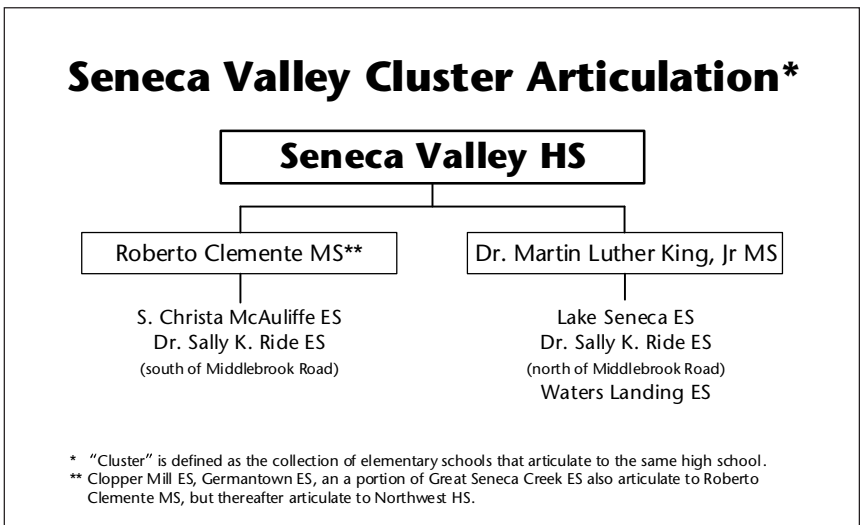 Seneca Valley Cluster Articulation*
Seneca Valley HS
Roberto Clemente MS**
Dr. Martin Luther King, Jr MS
S. Christa McAuliffe ES
Dr. Sally K. Ride ES
(south of Middlebrook Road)
Lake Seneca ES
Dr. Sally K. Ride ES
(north of Middlebrook Road)
Waters Landing ES
* "Cluster" is defined as the collection of elementary schools that articulate to the same high school.
** Clopper Mill ES, Germantown ES, an a portion of Great Seneca Creek ES also articulate to Roberto
Clemente MS, but thereafter articulate to Northwest HS.